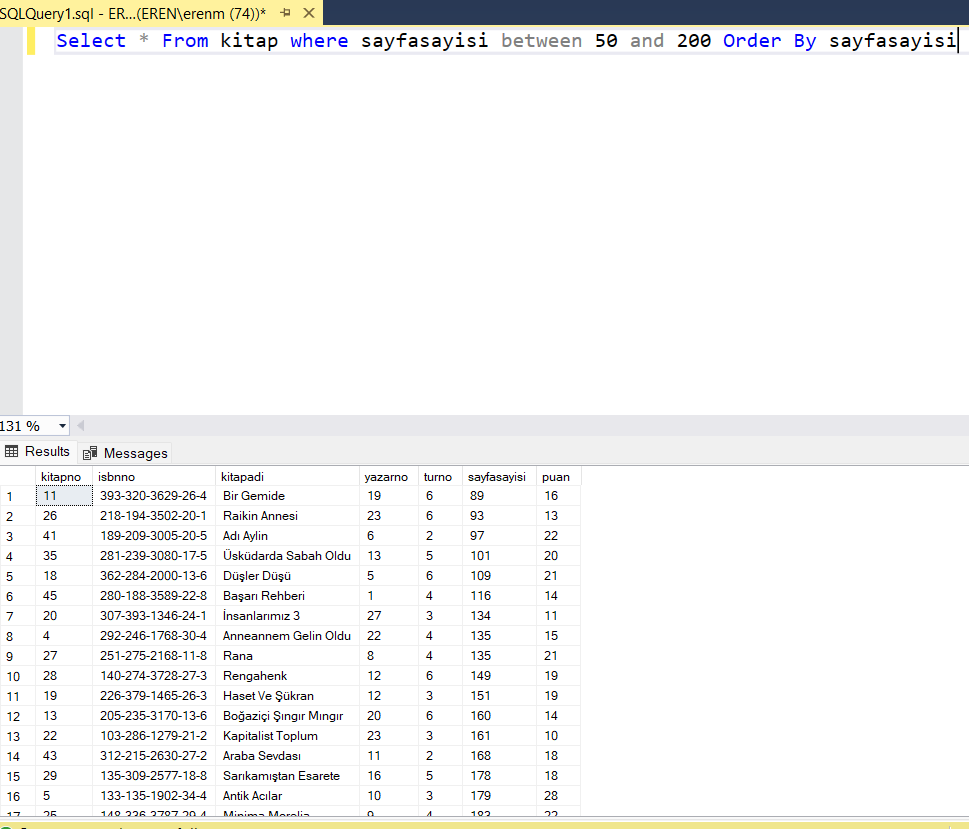 SQLQuery1.sql - ER...(EREN\erenm (74))*
Select * From kitap where sayfasayisi between 50 and 200 Order By sayfasayisi
131 %
Results Messages
kitapno isbnno kitapadi yazarno turno sayfasayisi puan
1 11 393-320-3629-26-4 Bir Gemide 19 6 89 16
2 26 218-194-3502-20-1 Raikin Annesi 23 6 93 13
3 41 189-209-3005-20-5 Adı Aylin 6 2 97 22
4 35 281-239-3080-17-5 Üsküdarda Sabah Oldu 13 5 101 20
5 18 362-284-2000-13-6 Düşler Düşü 5 6 109 21
6 45 280-188-3589-22-8 Başarı Rehberi 1 4 116 14
7 20 307-393-1346-24-1 İnsanlarımız 3 27 3 134 11
8 4 292-246-1768-30-4 Anneannem Gelin Oldu 22 4 135 15
9 27 251-275-2168-11-8 Rana 8 4 135 21
10 28 140-274-3728-27-3 Rengahenk 12 6 149 19
11 19 226-379-1465-26-3 Haset Ve Şükran 12 3 151 19
12 13 205-235-3170-13-6 Boğaziçi Şıngır Mıngır 20 6 160 14
13 22 103-286-1279-21-2 Kapitalist Toplum 23 3 161 10
14 43 312-215-2630-27-2 Araba Sevdası 11 2 168 18
15 29 135-309-2577-18-8 Sarıkamıştan Esarete 16 5 178 18
16 5 133-135-1902-34-4 Antik Acılar 10 3 179 28
17 25 148-336-3787-29-4 Minima Moralia 9 4 183 22